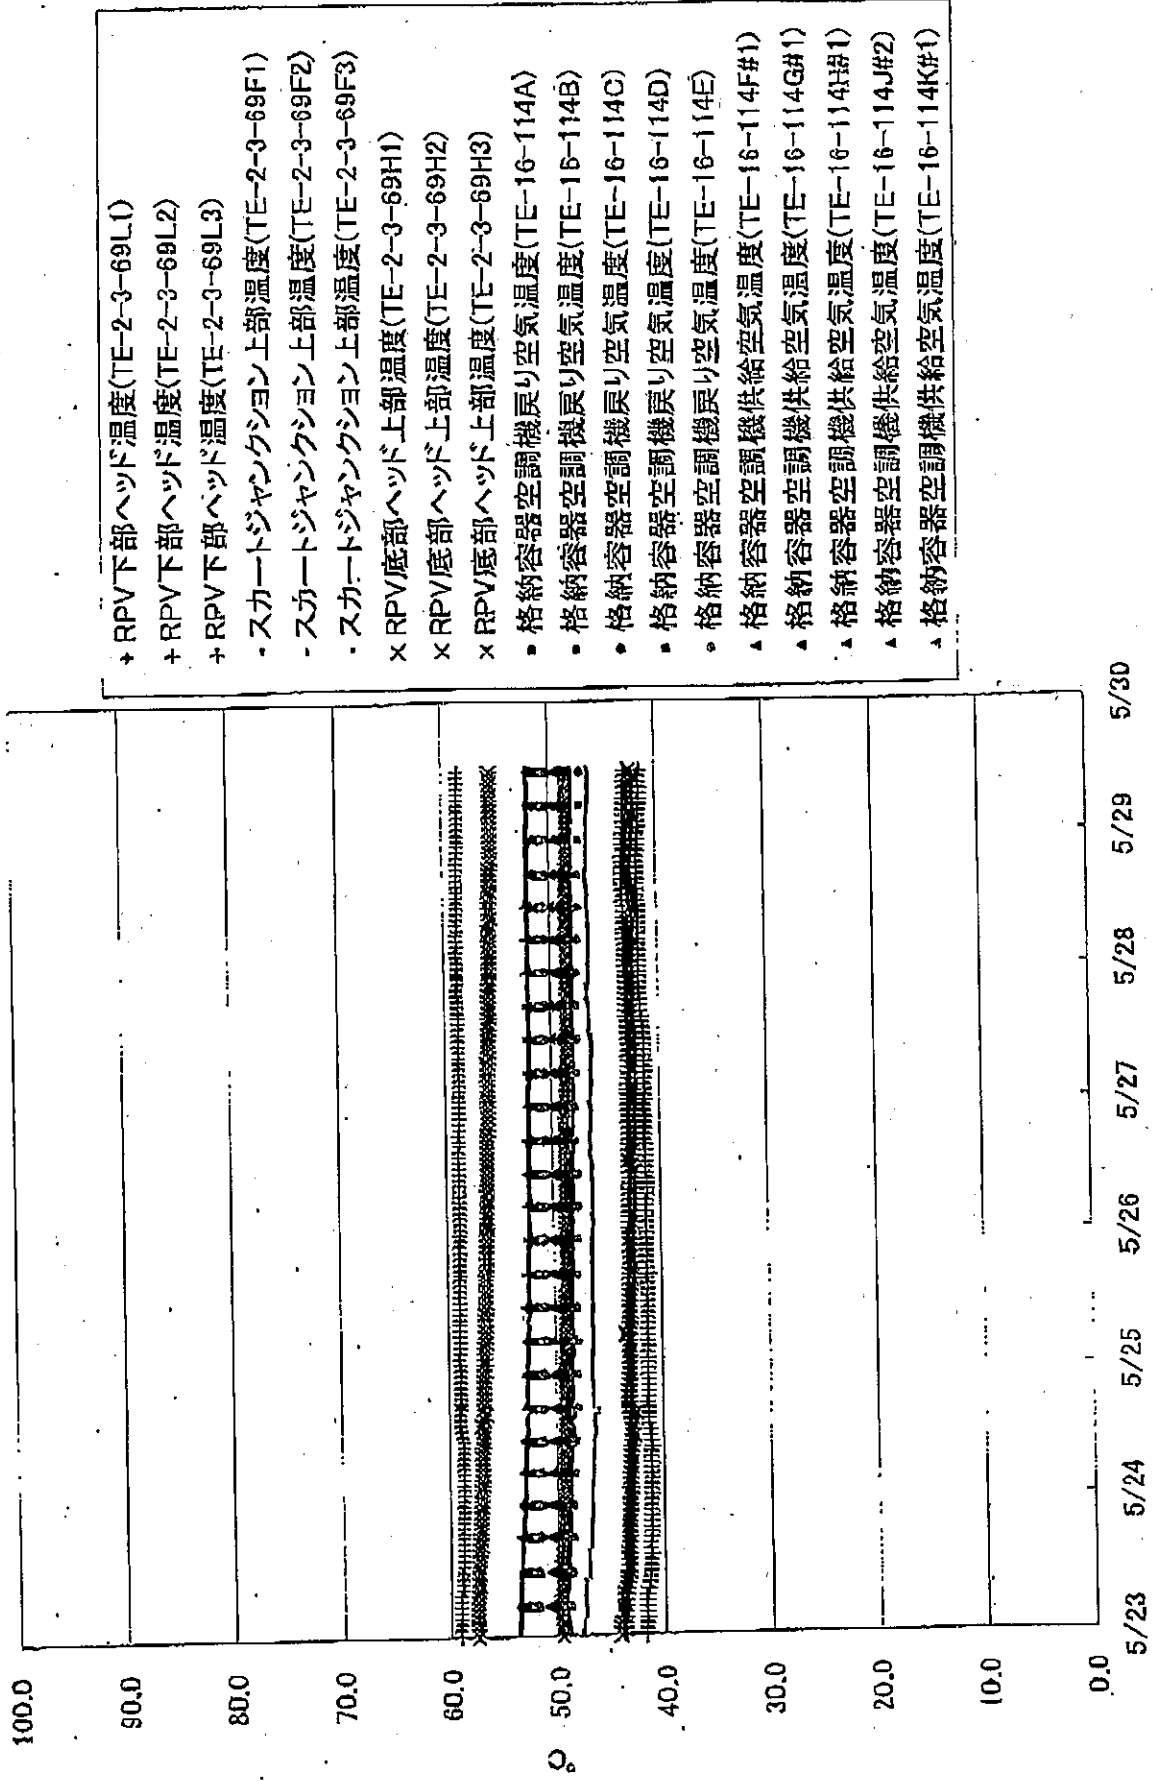 100.0
90.0
80.0
70.0
60.0
50.0
40.0
30.0
20.0
10.0
0.0
℃
5/23
5/24
5/25
5/26
5/27
5/28
5/29
5/30
+ RPV下部ヘッド温度(TE-2-3-69L1)
+ RPV下部ヘッド温度(TE-2-3-69L2)
+ RPV下部ヘッド温度(TE-2-3-69L3)
- スカートジャンクション上部温度(TE-2-3-69F1)
- スカートジャンクション上部温度(TE-2-3-69F2)
- スカートジャンクション上部温度(TE-2-3-69F3)
× RPV底部ヘッド上部温度(TE-2-3-69H1)
× RPV底部ヘッド上部温度(TE-2-3-69H2)
× RPV底部ヘッド上部温度(TE-2-3-69H3)
■ 格納容器空調機戻り空気温度(TE-16-114A)
■ 格納容器空調機戻り空気温度(TE-16-114B)
● 格納容器空調機戻り空気温度(TE-16-114C)
■ 格納容器空調機戻り空気温度(TE-16-114D)
○ 格納容器空調機戻り空気温度(TE-16-114E)
▲ 格納容器空調機供給空気温度(TE-16-114F#1)
▲ 格納容器空調機供給空気温度(TE-16-114G#1)
▲ 格納容器空調機供給空気温度(TE-16-114H#1)
▲ 格納容器空調機供給空気温度(TE-16-114J#2)
▲ 格納容器空調機供給空気温度(TE-16-114K#1)